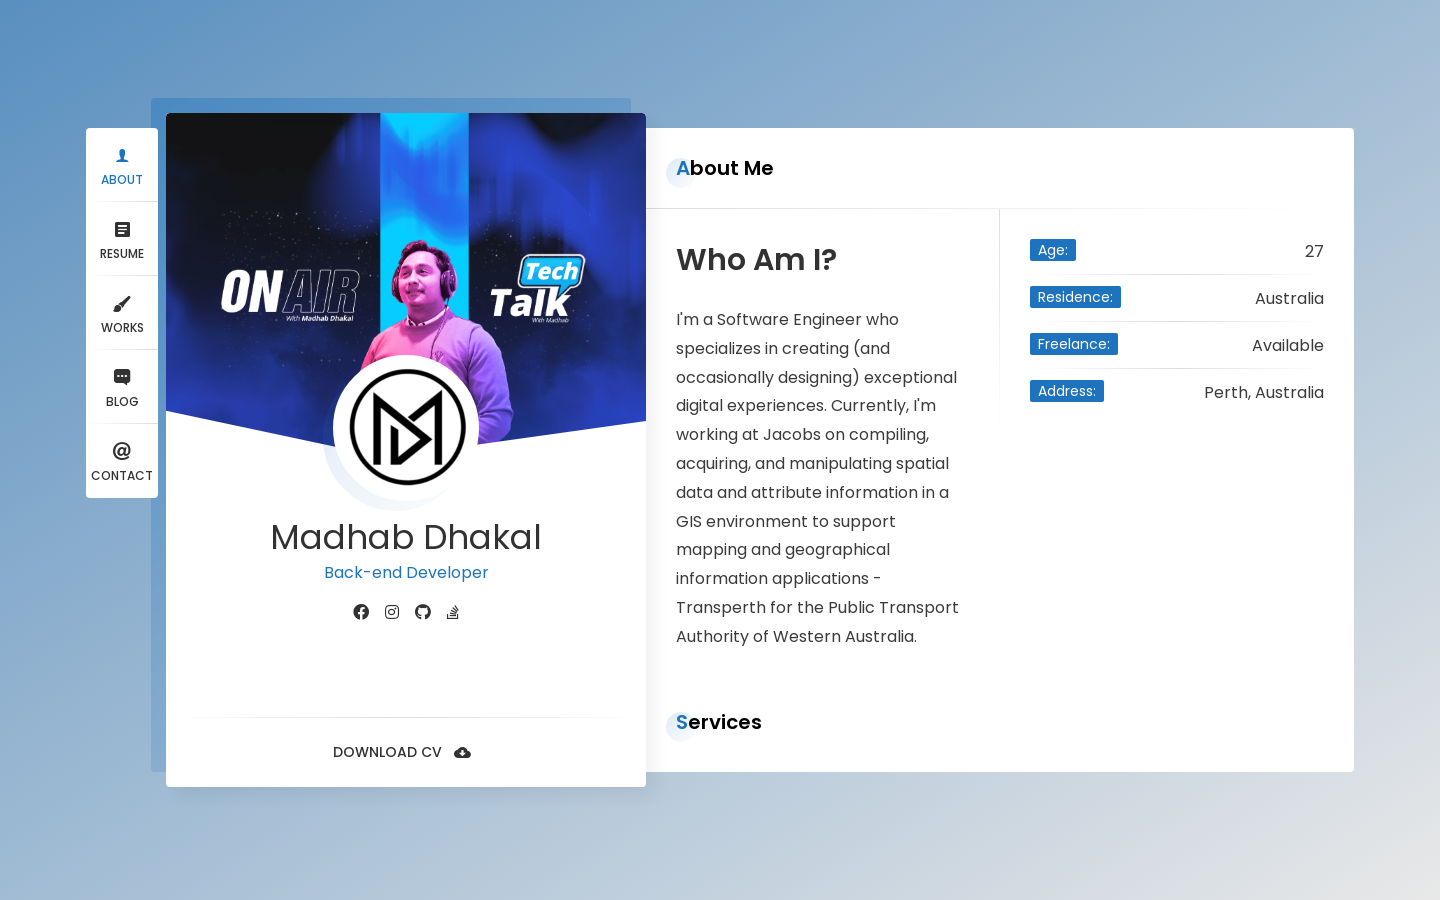 ABOUT
RESUME
WORKS
BLOG
CONTACT
ON AIR
With Madhab Dhakal
Tech
Talk
With Madhab
Madhab Dhakal
Back-end Developer
DOWNLOAD CV
About Me
Who Am I?
I'm a Software Engineer who
specializes in creating (and
occasionally designing) exceptional
digital experiences. Currently, I'm
working at Jacobs on compiling,
acquiring, and manipulating spatial
data and attribute information in a
GIS environment to support
mapping and geographical
information applications -
Transperth for the Public Transport
Authority of Western Australia.
Age: 27
Residence: Australia
Freelance: Available
Address: Perth, Australia
Services